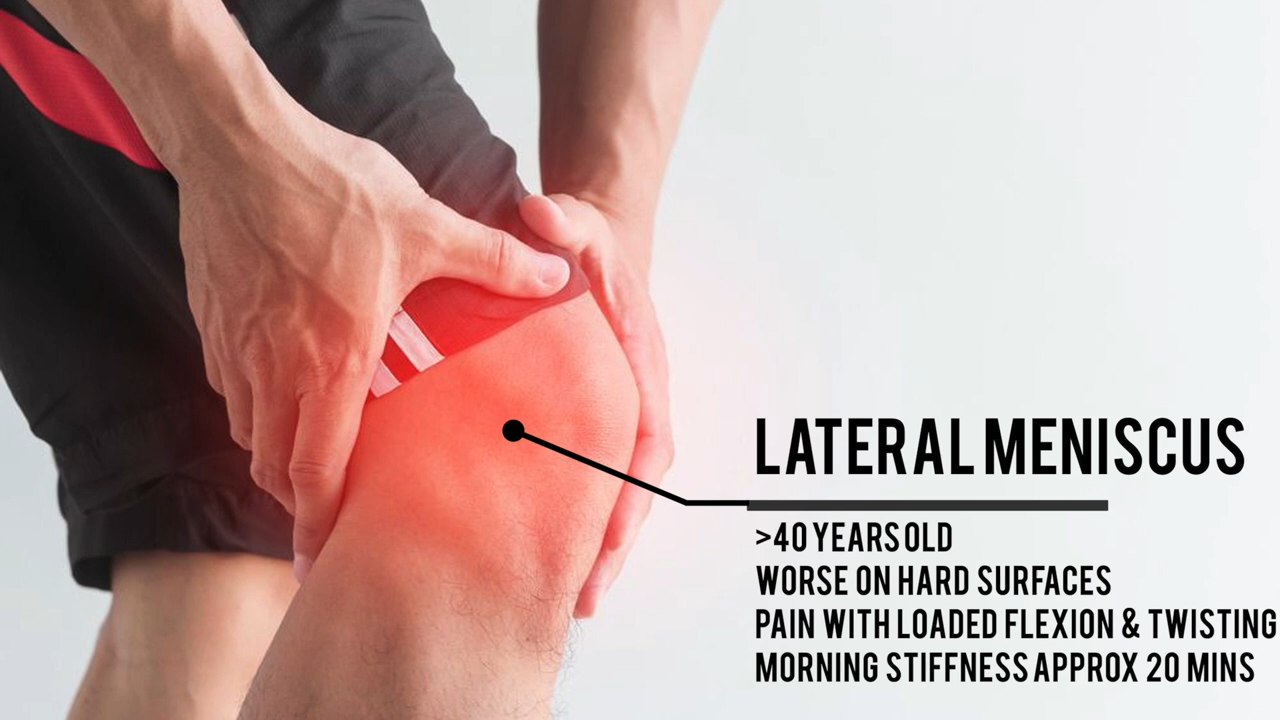 LATERAL MENISCUS
>40 YEARS OLD
WORSE ON HARD SURFACES
PAIN WITH LOADED FLEXION & TWISTING
MORNING STIFFNESS APPROX 20 MINS